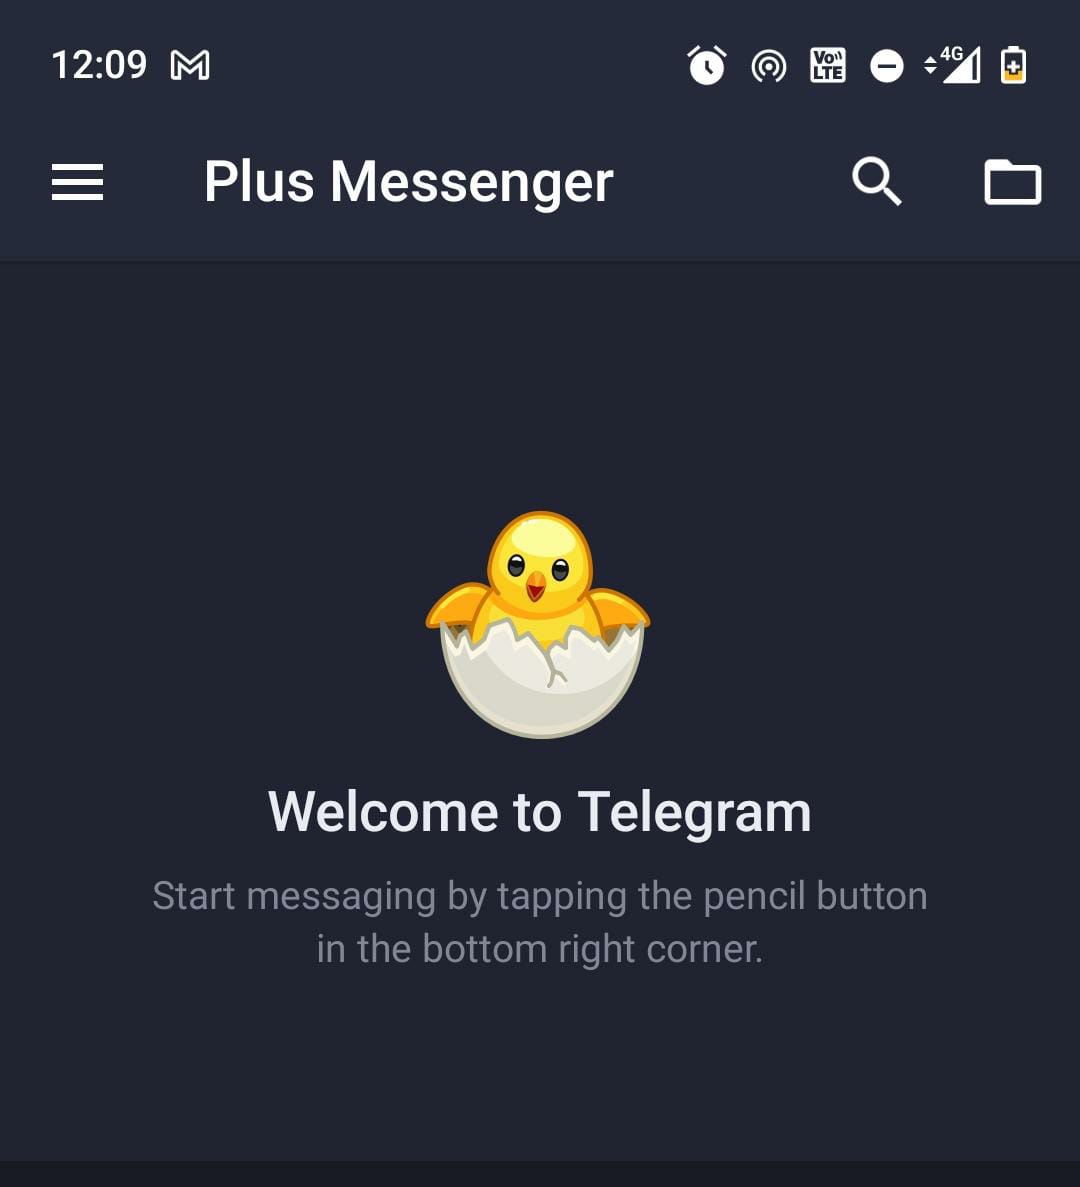 12:09
Vo)) LTE
4G
Plus Messenger
Welcome to Telegram
Start messaging by tapping the pencil button
in the bottom right corner.